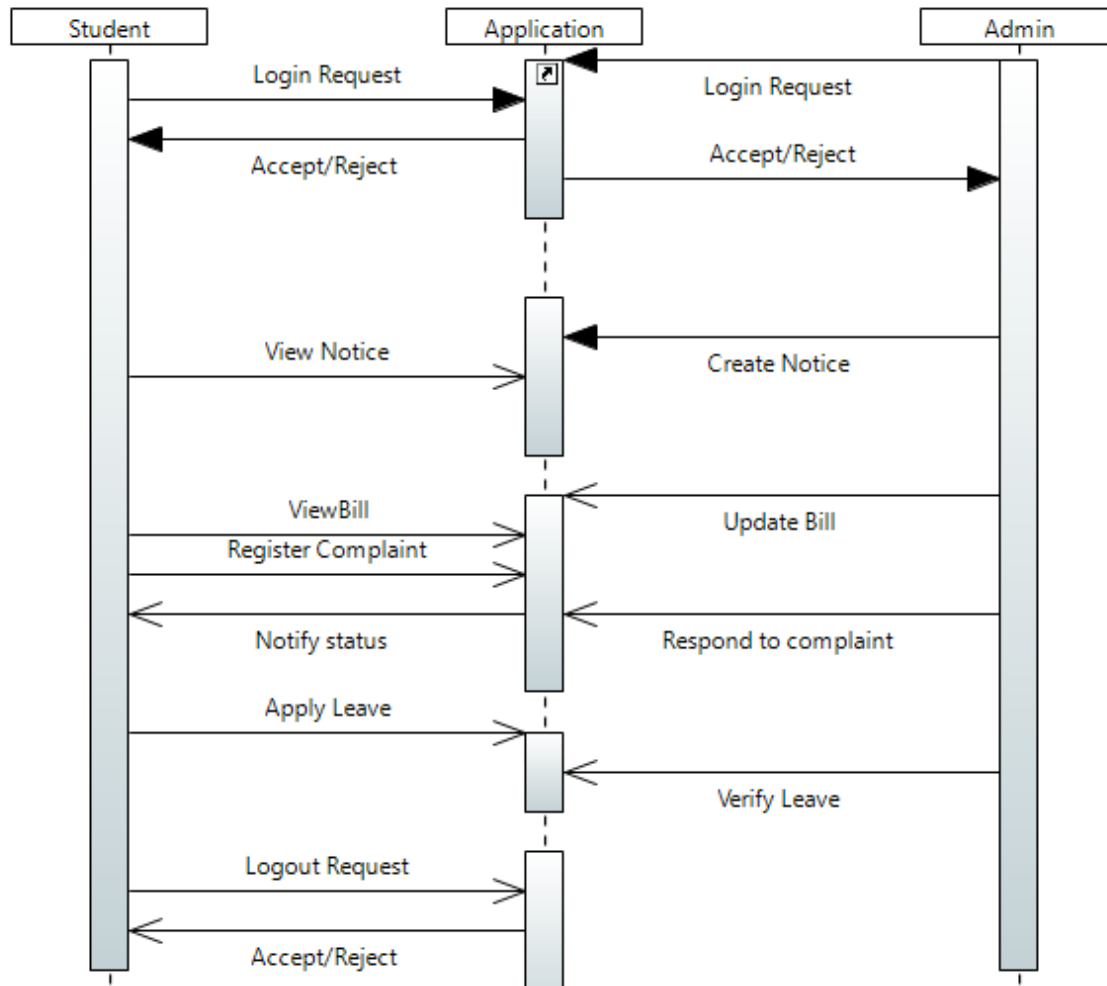 Student
Application
Admin
Login Request
Login Request
Accept/Reject
Accept/Reject
View Notice
Create Notice
ViewBill
Update Bill
Register Complaint
Notify status
Respond to complaint
Apply Leave
Verify Leave
Logout Request
Accept/Reject